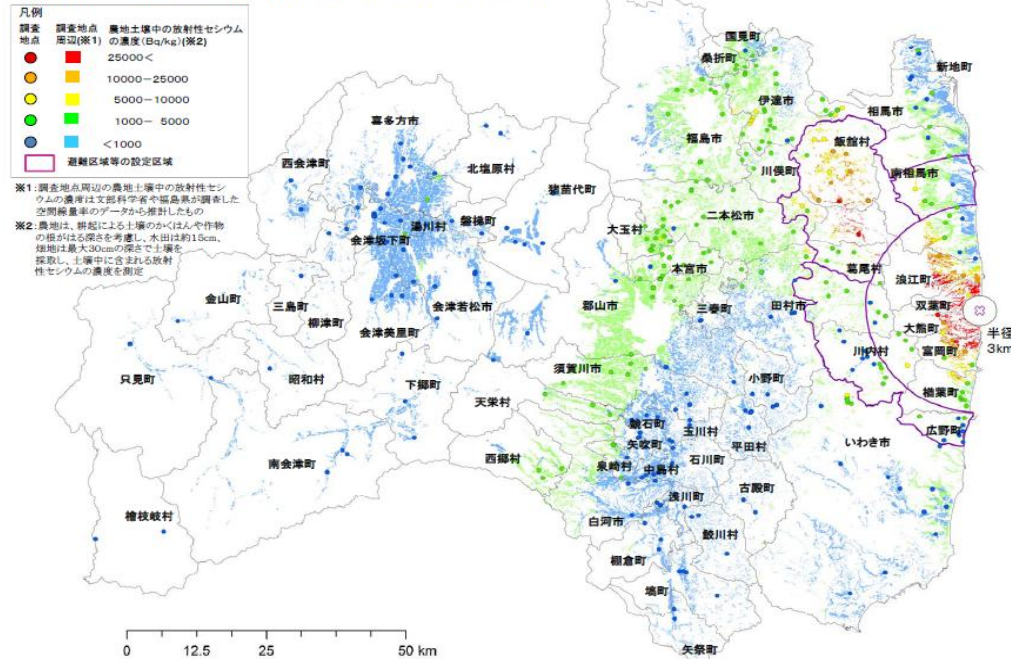 凡例
調査地点 調査地点周辺(※1) 農地土壌中の放射性セシウムの濃度(Bq/kg)(※2)
25000<
10000-25000
5000-10000
1000- 5000
<1000
避難区域等の設定区域
※1:調査地点周辺の農地土壌中の放射性セシ
ウムの濃度は文部科学省や福島県が調査した
空間線量率のデータから推計したもの
※2:農地は、耕起による土壌のかくはんや作物
の根がはる深さを考慮し、水田は約15cm、
畑地は最大30cmの深さで土壌を
採取し、土壌中に含まれる放射
性セシウムの濃度を測定
国見町
桑折町
新地町
伊達市
相馬市
喜多方市
福島市
飯舘村
西会津町
北塩原村
川俣町
南相馬市
猪苗代町
湯川村
磐梯町
二本松市
会津坂下町
大玉村
本宮市
葛尾村
浪江町
金山町
三島町
会津若松市
郡山市
三春町
田村市
双葉町
柳津町
会津美里町
大熊町
半径
3km
川内村
富岡町
只見町
昭和村
下郷町
須賀川市
小野町
楢葉町
天栄村
鏡石町
玉川村
広野町
矢吹町
平田村
いわき市
南会津町
西郷村
泉崎村
中島村
石川町
古殿町
浅川町
檜枝岐村
白河市
鮫川村
棚倉町
塙町
矢祭町
0 12.5 25 50 km